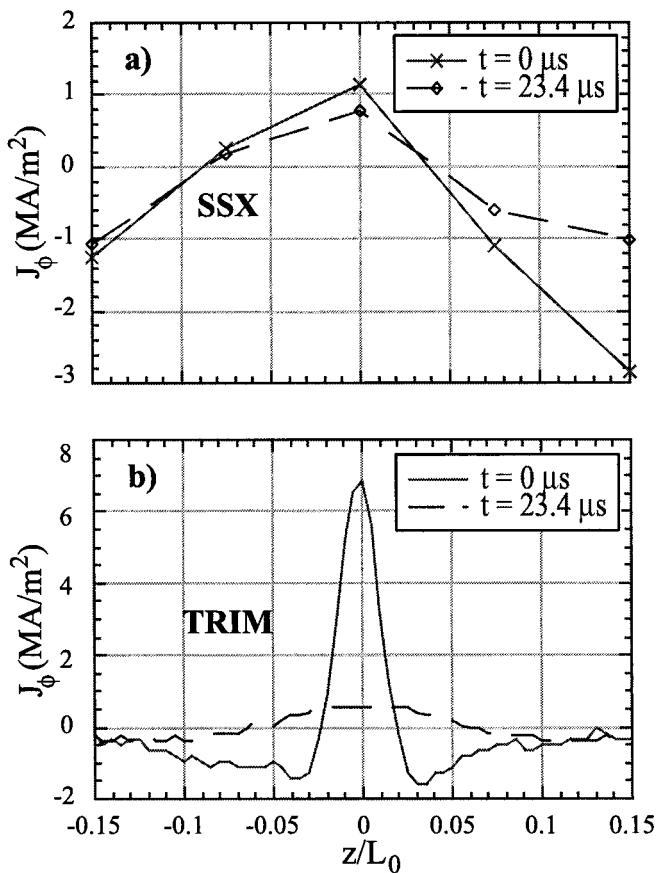 a)
t = 0 μs
t = 23.4 μs
SSX
J_ϕ (MA/m²)
2
1
0
-1
-2
-3
b)
t = 0 μs
t = 23.4 μs
TRIM
J_ϕ (MA/m²)
8
6
4
2
0
-2
-0.15 -0.1 -0.05 0 0.05 0.1 0.15
z/L₀